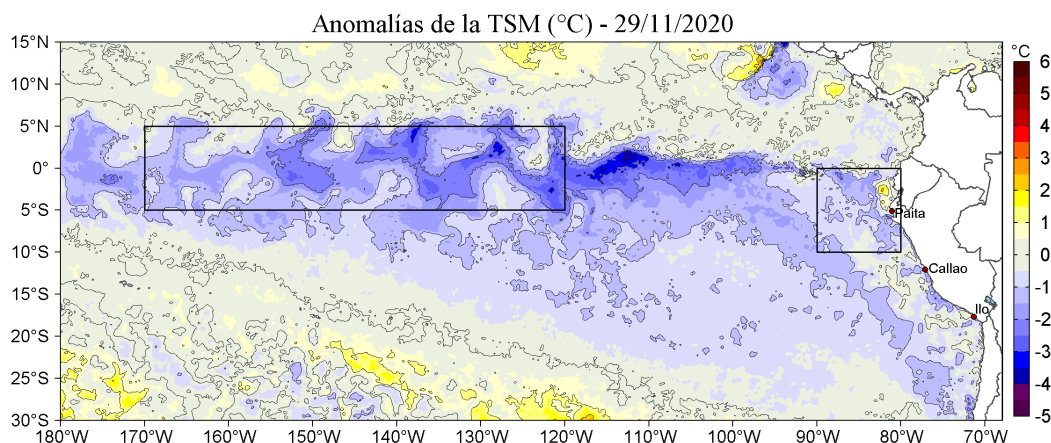 Anomalías de la TSM (°C) - 29/11/2020
15°N
10°N
5°N
0°
5°S
10°S
15°S
20°S
25°S
30°S
180°W
170°W
160°W
150°W
140°W
130°W
120°W
110°W
100°W
90°W
80°W
70°W
Paita
Callao
Ilo
°C
6
5
4
3
2
1
0
-1
-2
-3
-4
-5